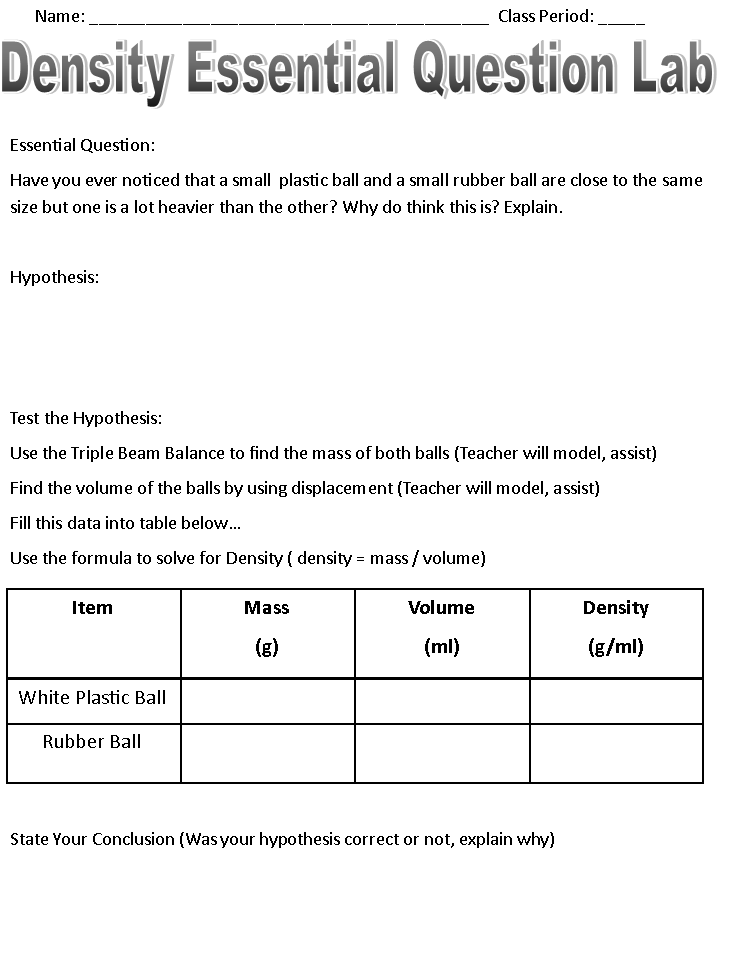 Name: ___________________________________________ Class Period: _____
Density Essential Question Lab
Essential Question:
Have you ever noticed that a small plastic ball and a small rubber ball are close to the same
size but one is a lot heavier than the other? Why do think this is? Explain.
Hypothesis:
Test the Hypothesis:
Use the Triple Beam Balance to find the mass of both balls (Teacher will model, assist)
Find the volume of the balls by using displacement (Teacher will model, assist)
Fill this data into table below…
Use the formula to solve for Density ( density = mass / volume)
Item Mass Volume Density
(g) (ml) (g/ml)
White Plastic Ball
Rubber Ball
State Your Conclusion (Was your hypothesis correct or not, explain why)